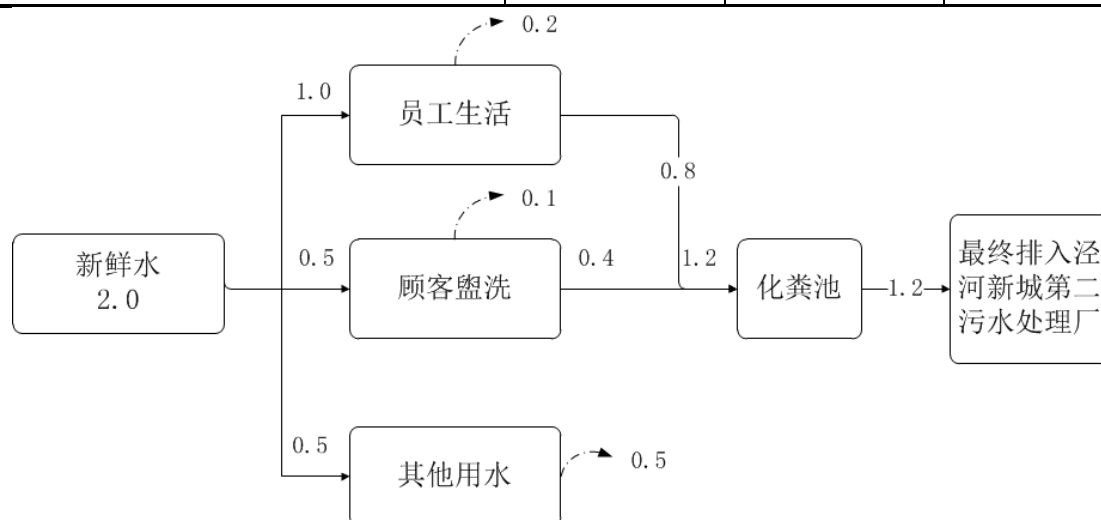 0.2
1.0
员工生活
0.8
0.1
新鲜水
2.0
0.5
顾客盥洗
0.4
1.2
化粪池
1.2
最终排入泾
河新城第二
污水处理厂
0.5
其他用水
0.5